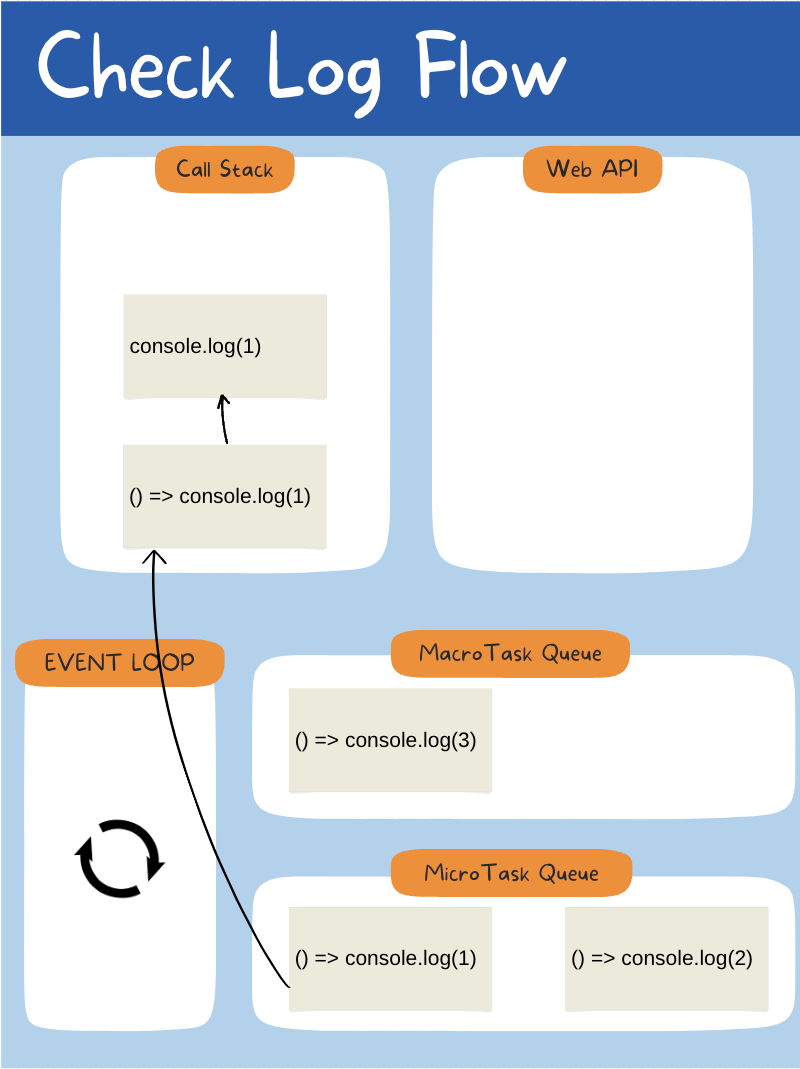 Check Log Flow
Call Stack
Web API
console.log(1)
() => console.log(1)
EVENT LOOP
MacroTask Queue
() => console.log(3)
MicroTask Queue
() => console.log(1)
() => console.log(2)